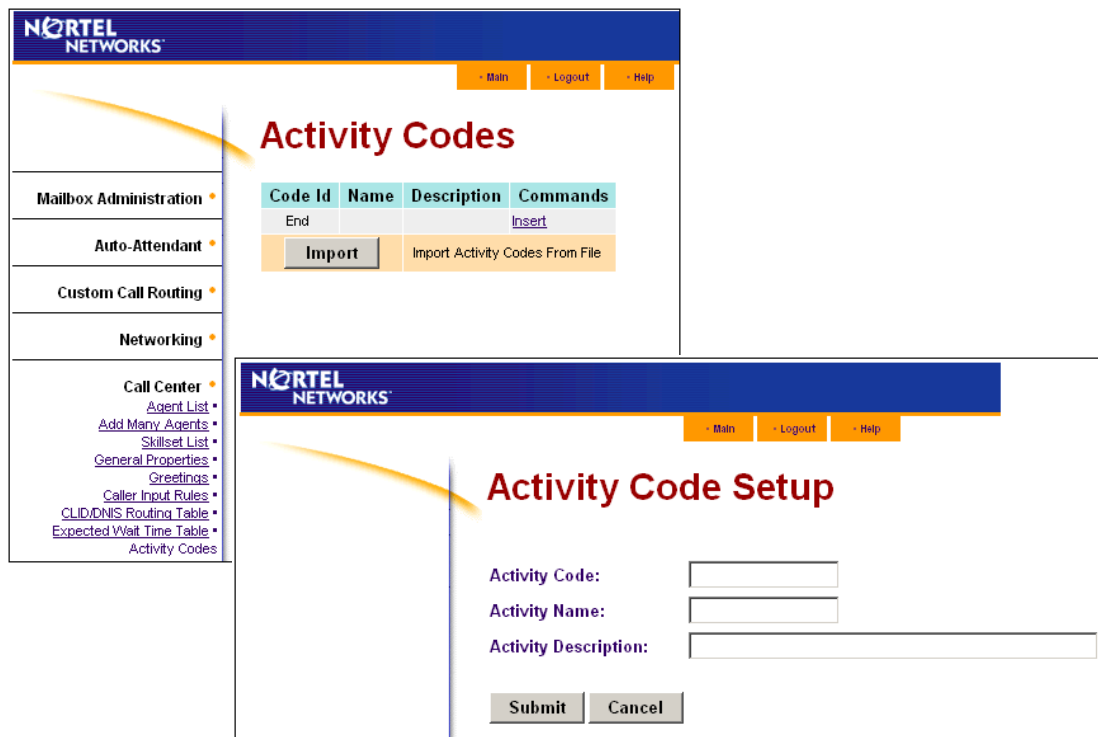 NORTEL
NETWORKS
• Main • Logout • Help
Activity Codes
Code Id Name Description Commands
End Insert
Import Import Activity Codes From File
Mailbox Administration •
Auto-Attendant •
Custom Call Routing •
Networking •
Call Center •
Agent List •
Add Many Agents •
Skillset List •
General Properties •
Greetings •
Caller Input Rules •
CLID/DNIS Routing Table •
Expected Wait Time Table •
Activity Codes
NORTEL
NETWORKS
• Main • Logout • Help
Activity Code Setup
Activity Code:
Activity Name:
Activity Description:
Submit Cancel